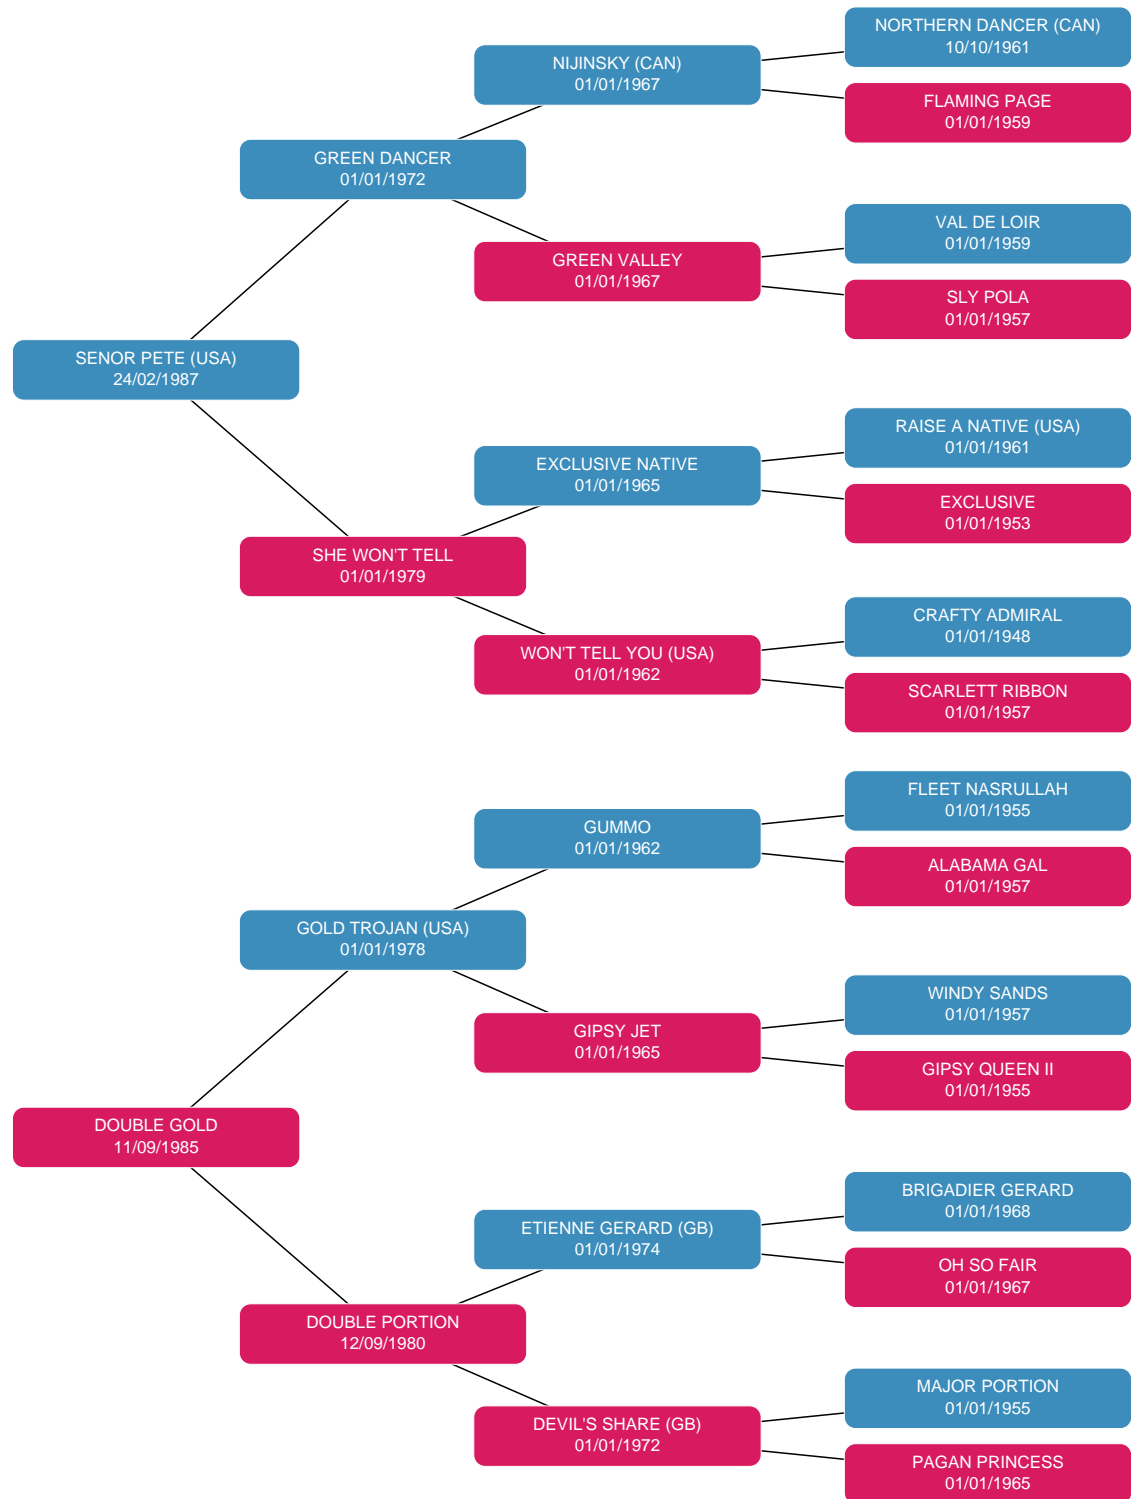 NORTHERN DANCER (CAN)
10/10/1961
NIJINSKY (CAN)
01/01/1967
FLAMING PAGE
01/01/1959
GREEN DANCER
01/01/1972
VAL DE LOIR
01/01/1959
GREEN VALLEY
01/01/1967
SLY POLA
01/01/1957
SENOR PETE (USA)
24/02/1987
RAISE A NATIVE (USA)
01/01/1961
EXCLUSIVE NATIVE
01/01/1965
EXCLUSIVE
01/01/1953
SHE WON'T TELL
01/01/1979
CRAFTY ADMIRAL
01/01/1948
WON'T TELL YOU (USA)
01/01/1962
SCARLETT RIBBON
01/01/1957
FLEET NASRULLAH
01/01/1955
GUMMO
01/01/1962
ALABAMA GAL
01/01/1957
GOLD TROJAN (USA)
01/01/1978
WINDY SANDS
01/01/1957
GIPSY JET
01/01/1965
GIPSY QUEEN II
01/01/1955
DOUBLE GOLD
11/09/1985
BRIGADIER GERARD
01/01/1968
ETIENNE GERARD (GB)
01/01/1974
OH SO FAIR
01/01/1967
DOUBLE PORTION
12/09/1980
MAJOR PORTION
01/01/1955
DEVIL'S SHARE (GB)
01/01/1972
PAGAN PRINCESS
01/01/1965